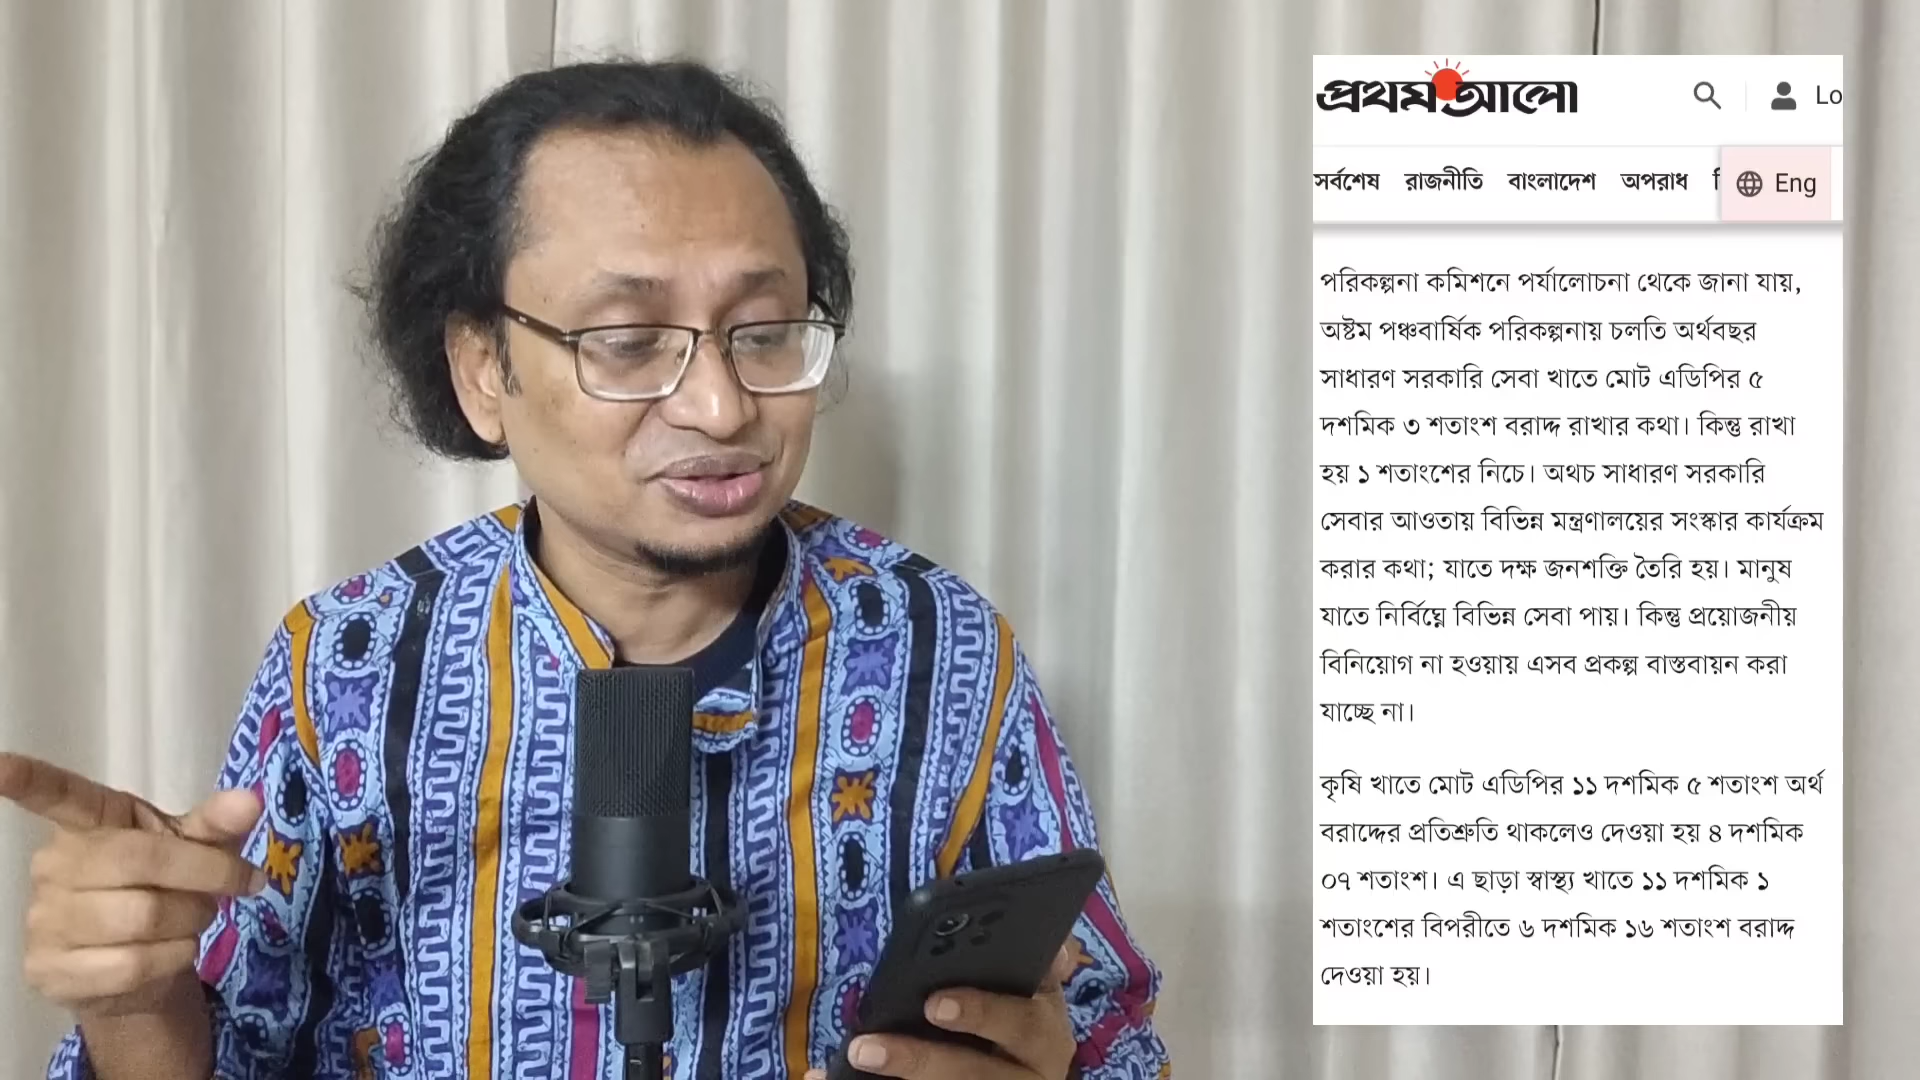 প্রথম আলো
Lo
সর্বশেষ রাজনীতি বাংলাদেশ অপরাধ
Eng
পরিকল্পনা কমিশনে পর্যালোচনা থেকে জানা যায়,
অষ্টম পঞ্চবার্ষিক পরিকল্পনায় চলতি অর্থবছর
সাধারণ সরকারি সেবা খাতে মোট এডিপির ৫
দশমিক ৩ শতাংশ বরাদ্দ রাখার কথা। কিন্তু রাখা
হয় ১ শতাংশের নিচে। অথচ সাধারণ সরকারি
সেবার আওতায় বিভিন্ন মন্ত্রণালয়ের সংস্কার কার্যক্রম
করার কথা; যাতে দক্ষ জনশক্তি তৈরি হয়। মানুষ
যাতে নির্বিঘ্নে বিভিন্ন সেবা পায়। কিন্তু প্রয়োজনীয়
বিনিয়োগ না হওয়ায় এসব প্রকল্প বাস্তবায়ন করা
যাচ্ছে না।
কৃষি খাতে মোট এডিপির ১১ দশমিক ৫ শতাংশ অর্থ
বরাদ্দের প্রতিশ্রুতি থাকলেও দেওয়া হয় ৪ দশমিক
০৭ শতাংশ। এ ছাড়া স্বাস্থ্য খাতে ১১ দশমিক ১
শতাংশের বিপরীতে ৬ দশমিক ১৬ শতাংশ বরাদ্দ
দেওয়া হয়।